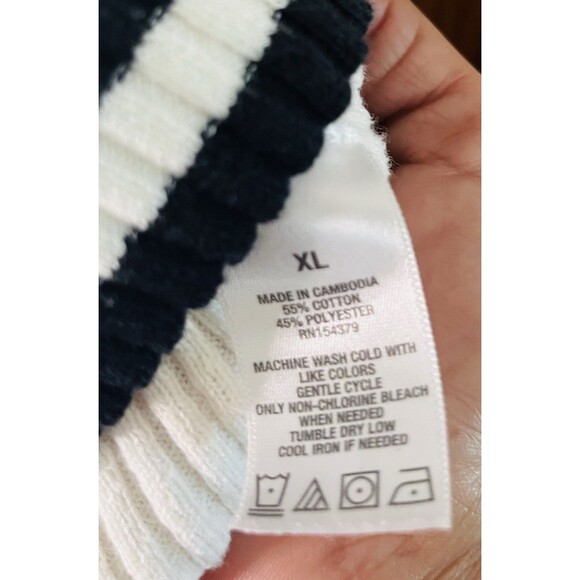 XL
MADE IN CAMBODIA
55% COTTON
45% POLYESTER
RN154379
MACHINE WASH COLD WITH
LIKE COLORS
GENTLE CYCLE
ONLY NON-CHLORINE BLEACH
WHEN NEEDED
TUMBLE DRY LOW
COOL IRON IF NEEDED